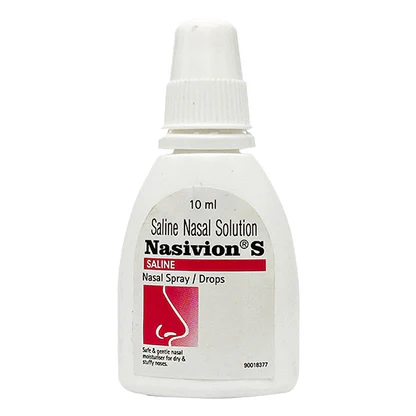 10 ml
Saline Nasal Solution
Nasivion® S
SALINE
Nasal Spray / Drops
Safe & gentle nasal
moisturiser for dry &
stuffy noses.
90018377